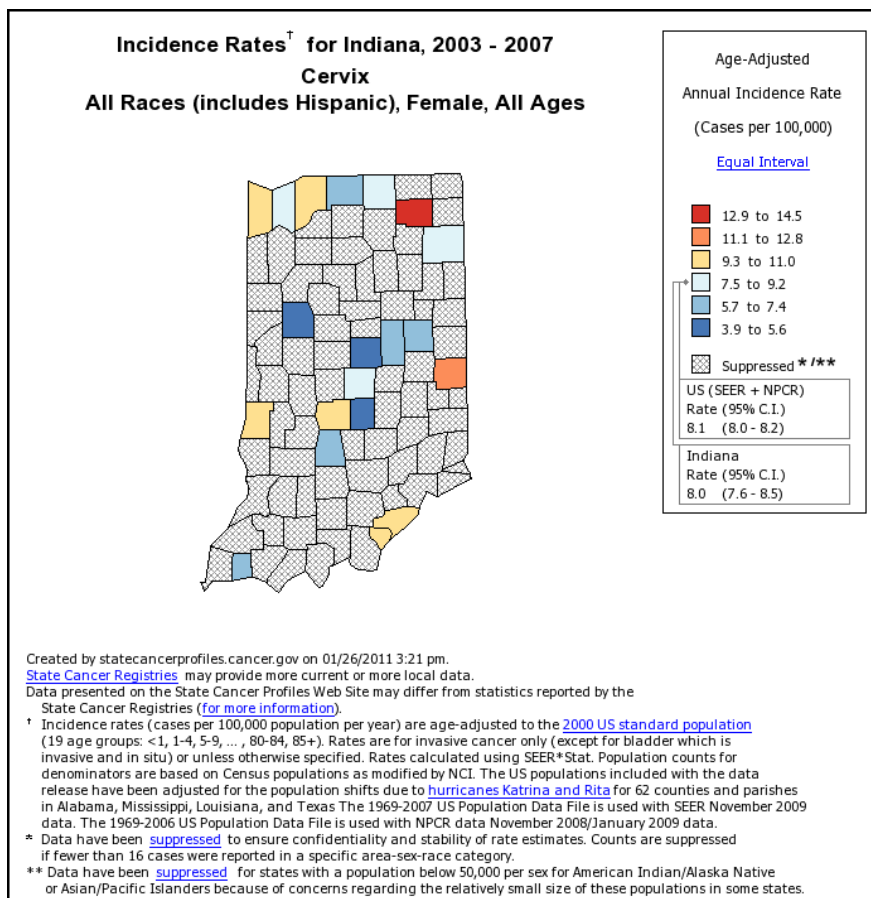 Incidence Rates† for Indiana, 2003 - 2007
Cervix
All Races (includes Hispanic), Female, All Ages
Age-Adjusted
Annual Incidence Rate
(Cases per 100,000)
Equal Interval
12.9 to 14.5
11.1 to 12.8
9.3 to 11.0
7.5 to 9.2
5.7 to 7.4
3.9 to 5.6
Suppressed */**
US (SEER + NPCR)
Rate (95% C.I.)
8.1 (8.0 - 8.2)
Indiana
Rate (95% C.I.)
8.0 (7.6 - 8.5)
Created by statecancerprofiles.cancer.gov on 01/26/2011 3:21 pm.
State Cancer Registries may provide more current or more local data.
Data presented on the State Cancer Profiles Web Site may differ from statistics reported by the
State Cancer Registries (for more information).
† Incidence rates (cases per 100,000 population per year) are age-adjusted to the 2000 US standard population
(19 age groups: <1, 1-4, 5-9, ... , 80-84, 85+). Rates are for invasive cancer only (except for bladder which is
invasive and in situ) or unless otherwise specified. Rates calculated using SEER*Stat. Population counts for
denominators are based on Census populations as modified by NCI. The US populations included with the data
release have been adjusted for the population shifts due to hurricanes Katrina and Rita for 62 counties and parishes
in Alabama, Mississippi, Louisiana, and Texas The 1969-2007 US Population Data File is used with SEER November 2009
data. The 1969-2006 US Population Data File is used with NPCR data November 2008/January 2009 data.
* Data have been suppressed to ensure confidentiality and stability of rate estimates. Counts are suppressed
if fewer than 16 cases were reported in a specific area-sex-race category.
** Data have been suppressed for states with a population below 50,000 per sex for American Indian/Alaska Native
or Asian/Pacific Islanders because of concerns regarding the relatively small size of these populations in some states.